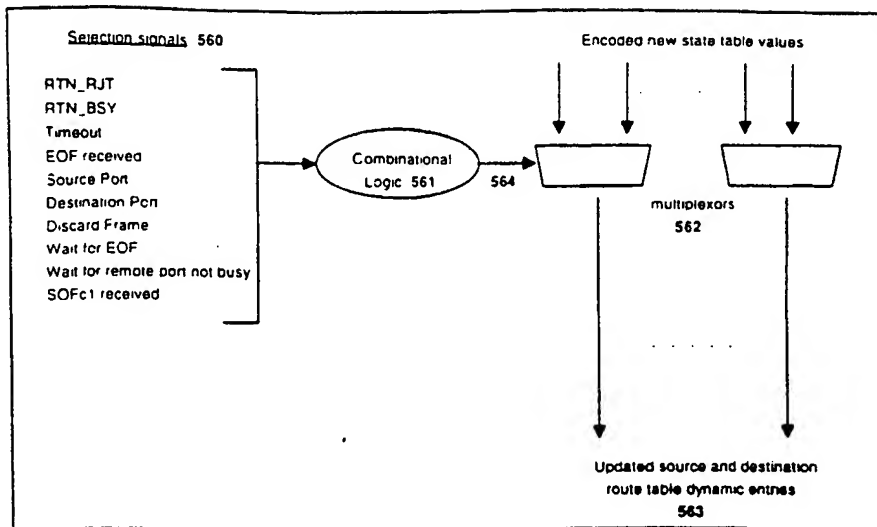 Selection signals 560
RTN_RJT
RTN_BSY
Timeout
EOF received
Source Port
Destination Port
Discard Frame
Wait for EOF
Wait for remote port not busy
SOFc1 received
Combinational
Logic 561
564
Encoded new state table values
multiplexors
562
Updated source and destination
route table dynamic entries
563